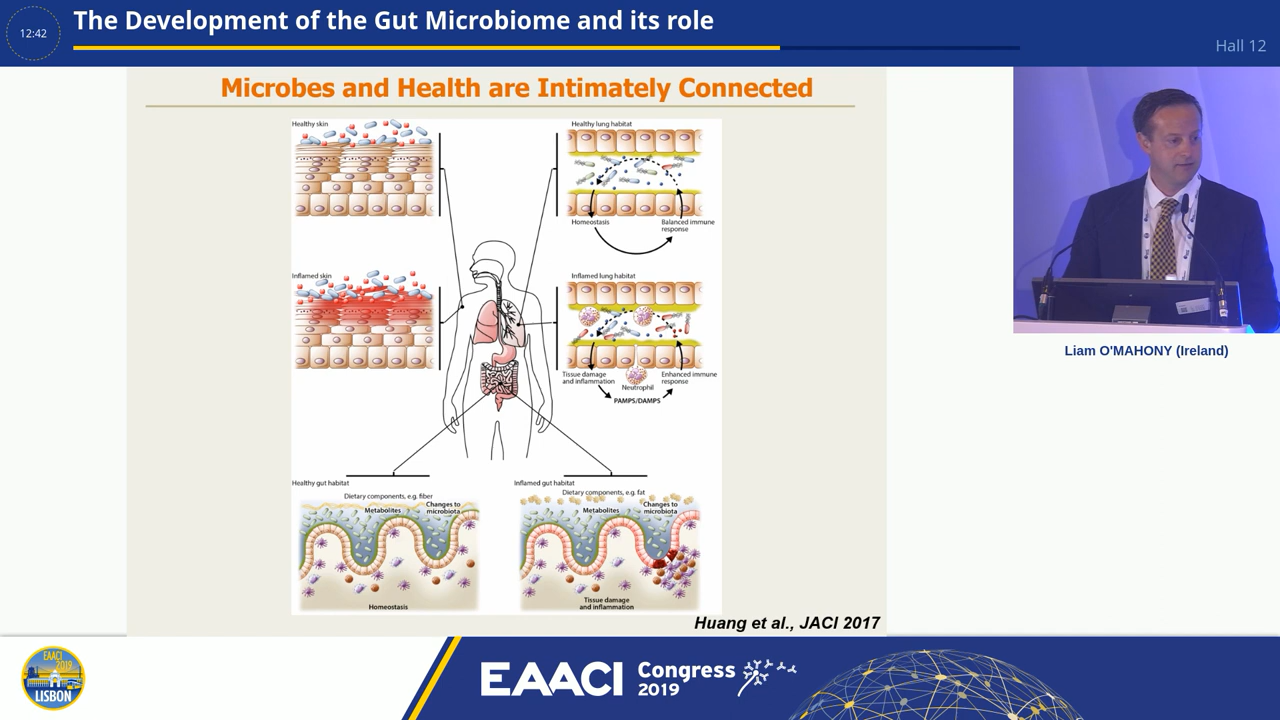 12:42
The Development of the Gut Microbiome and its role
Hall 12
Microbes and Health are Intimately Connected
Healthy skin
Healthy lung habitat
Homeostasis
Balanced immune
response
Inflamed skin
Inflamed lung habitat
Tissue damage
and inflammation
Neutrophil
Enhanced immune
response
PAMPS/DAMPS
Healthy gut habitat
Dietary components, e.g. fiber
Metabolites
Changes to
microbiota
Homeostasis
Inflamed gut habitat
Dietary components, e.g. fat
Metabolites
Changes to
microbiota
Tissue damage
and inflammation
Huang et al., JACI 2017
Liam O'MAHONY (Ireland)
EAACI
2019
LISBON
EAACI Congress
2019